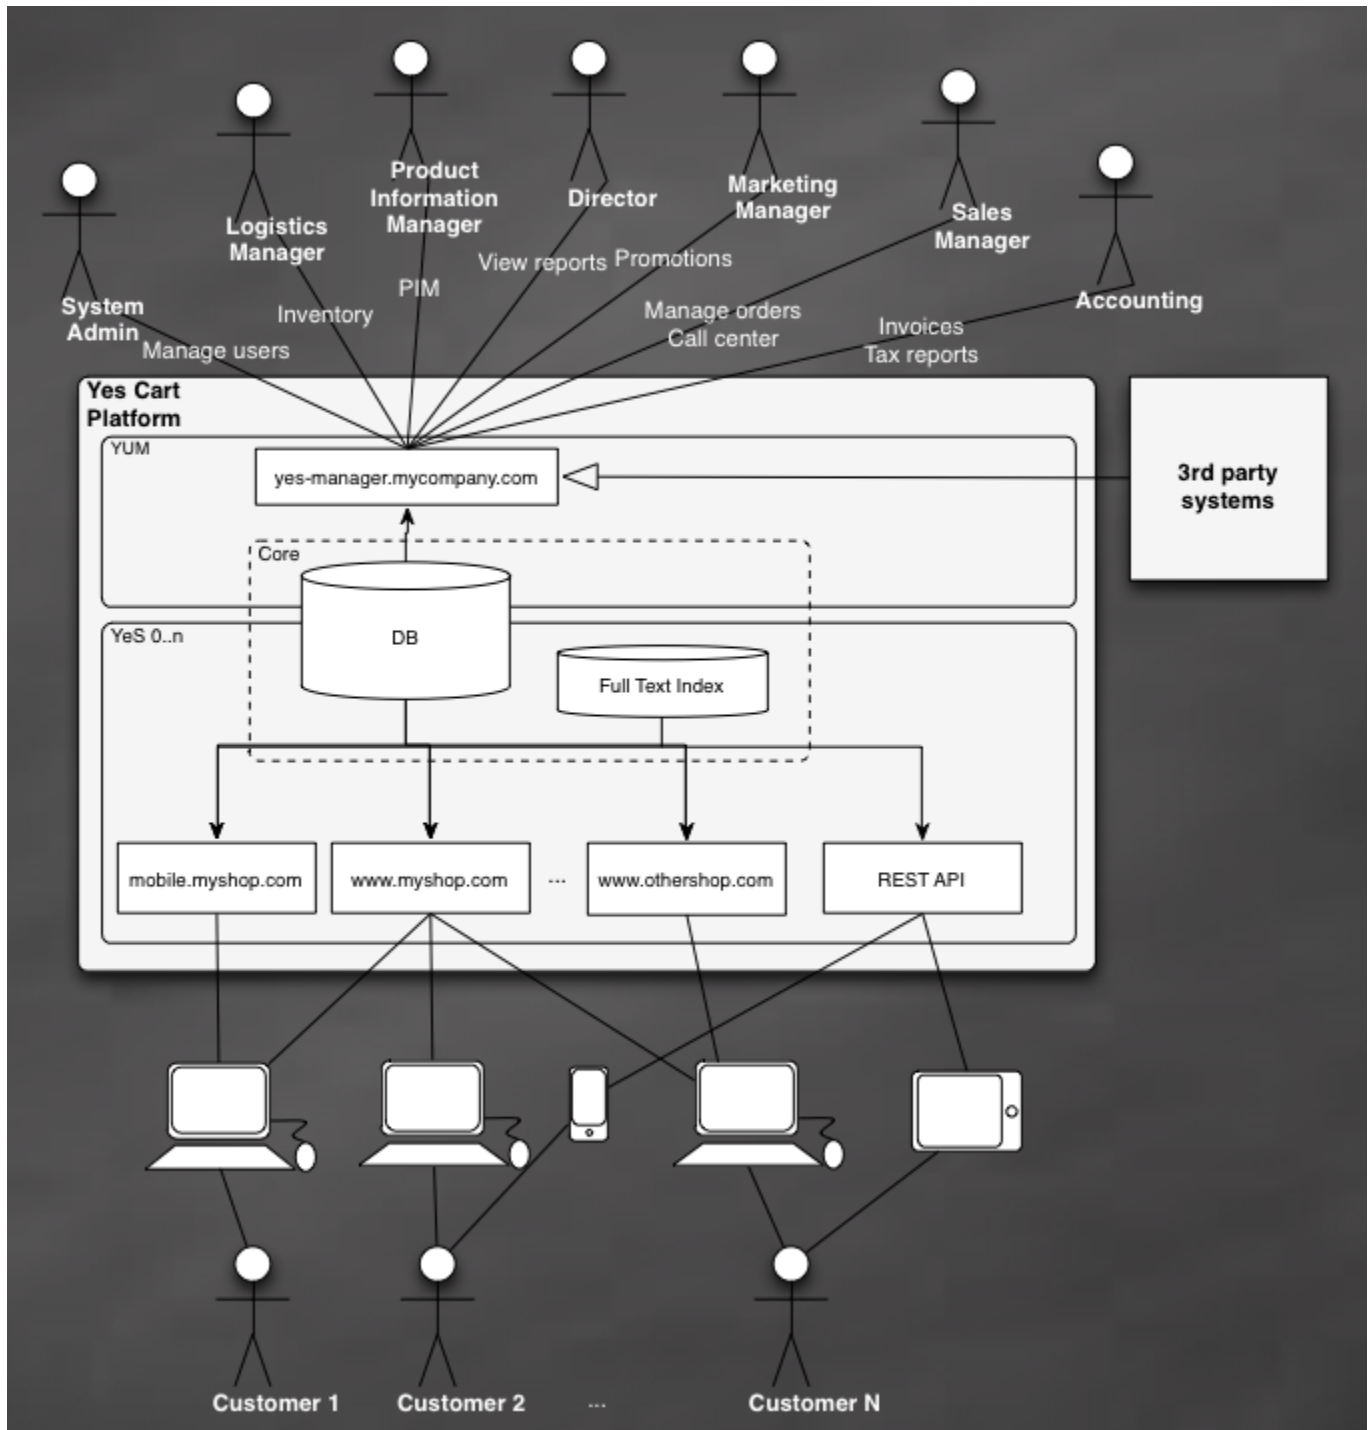 Product
Information
Manager
Director
Marketing
Manager
Logistics
Manager
Sales
Manager
System
Admin
Accounting
Manage users
Inventory
PIM
View reports
Promotions
Manage orders
Call center
Invoices
Tax reports
Yes Cart
Platform
YUM
yes-manager.mycompany.com
3rd party
systems
Core
DB
YeS 0..n
Full Text Index
mobile.myshop.com
www.myshop.com
...
www.othershop.com
REST API
Customer 1
Customer 2
...
Customer N